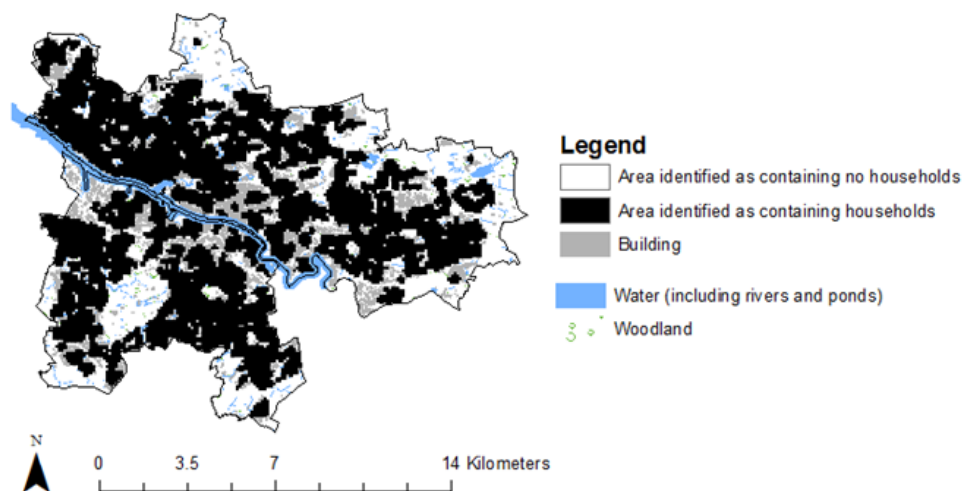 Legend
Area identified as containing no households
Area identified as containing households
Building
Water (including rivers and ponds)
Woodland
N
0 3.5 7 14 Kilometers